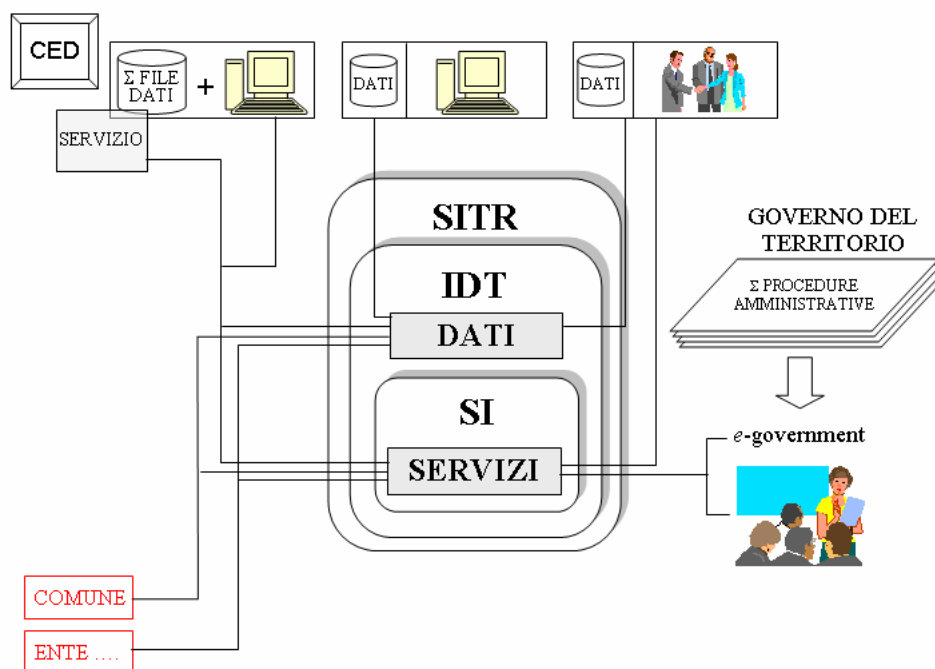 CED
Σ FILE
DATI
+
SERVIZIO
DATI
DATI
SITR
IDT
DATI
SI
SERVIZI
GOVERNO DEL
TERRITORIO
Σ PROCEDURE
AMMINISTRATIVE
e-government
COMUNE
ENTE ....